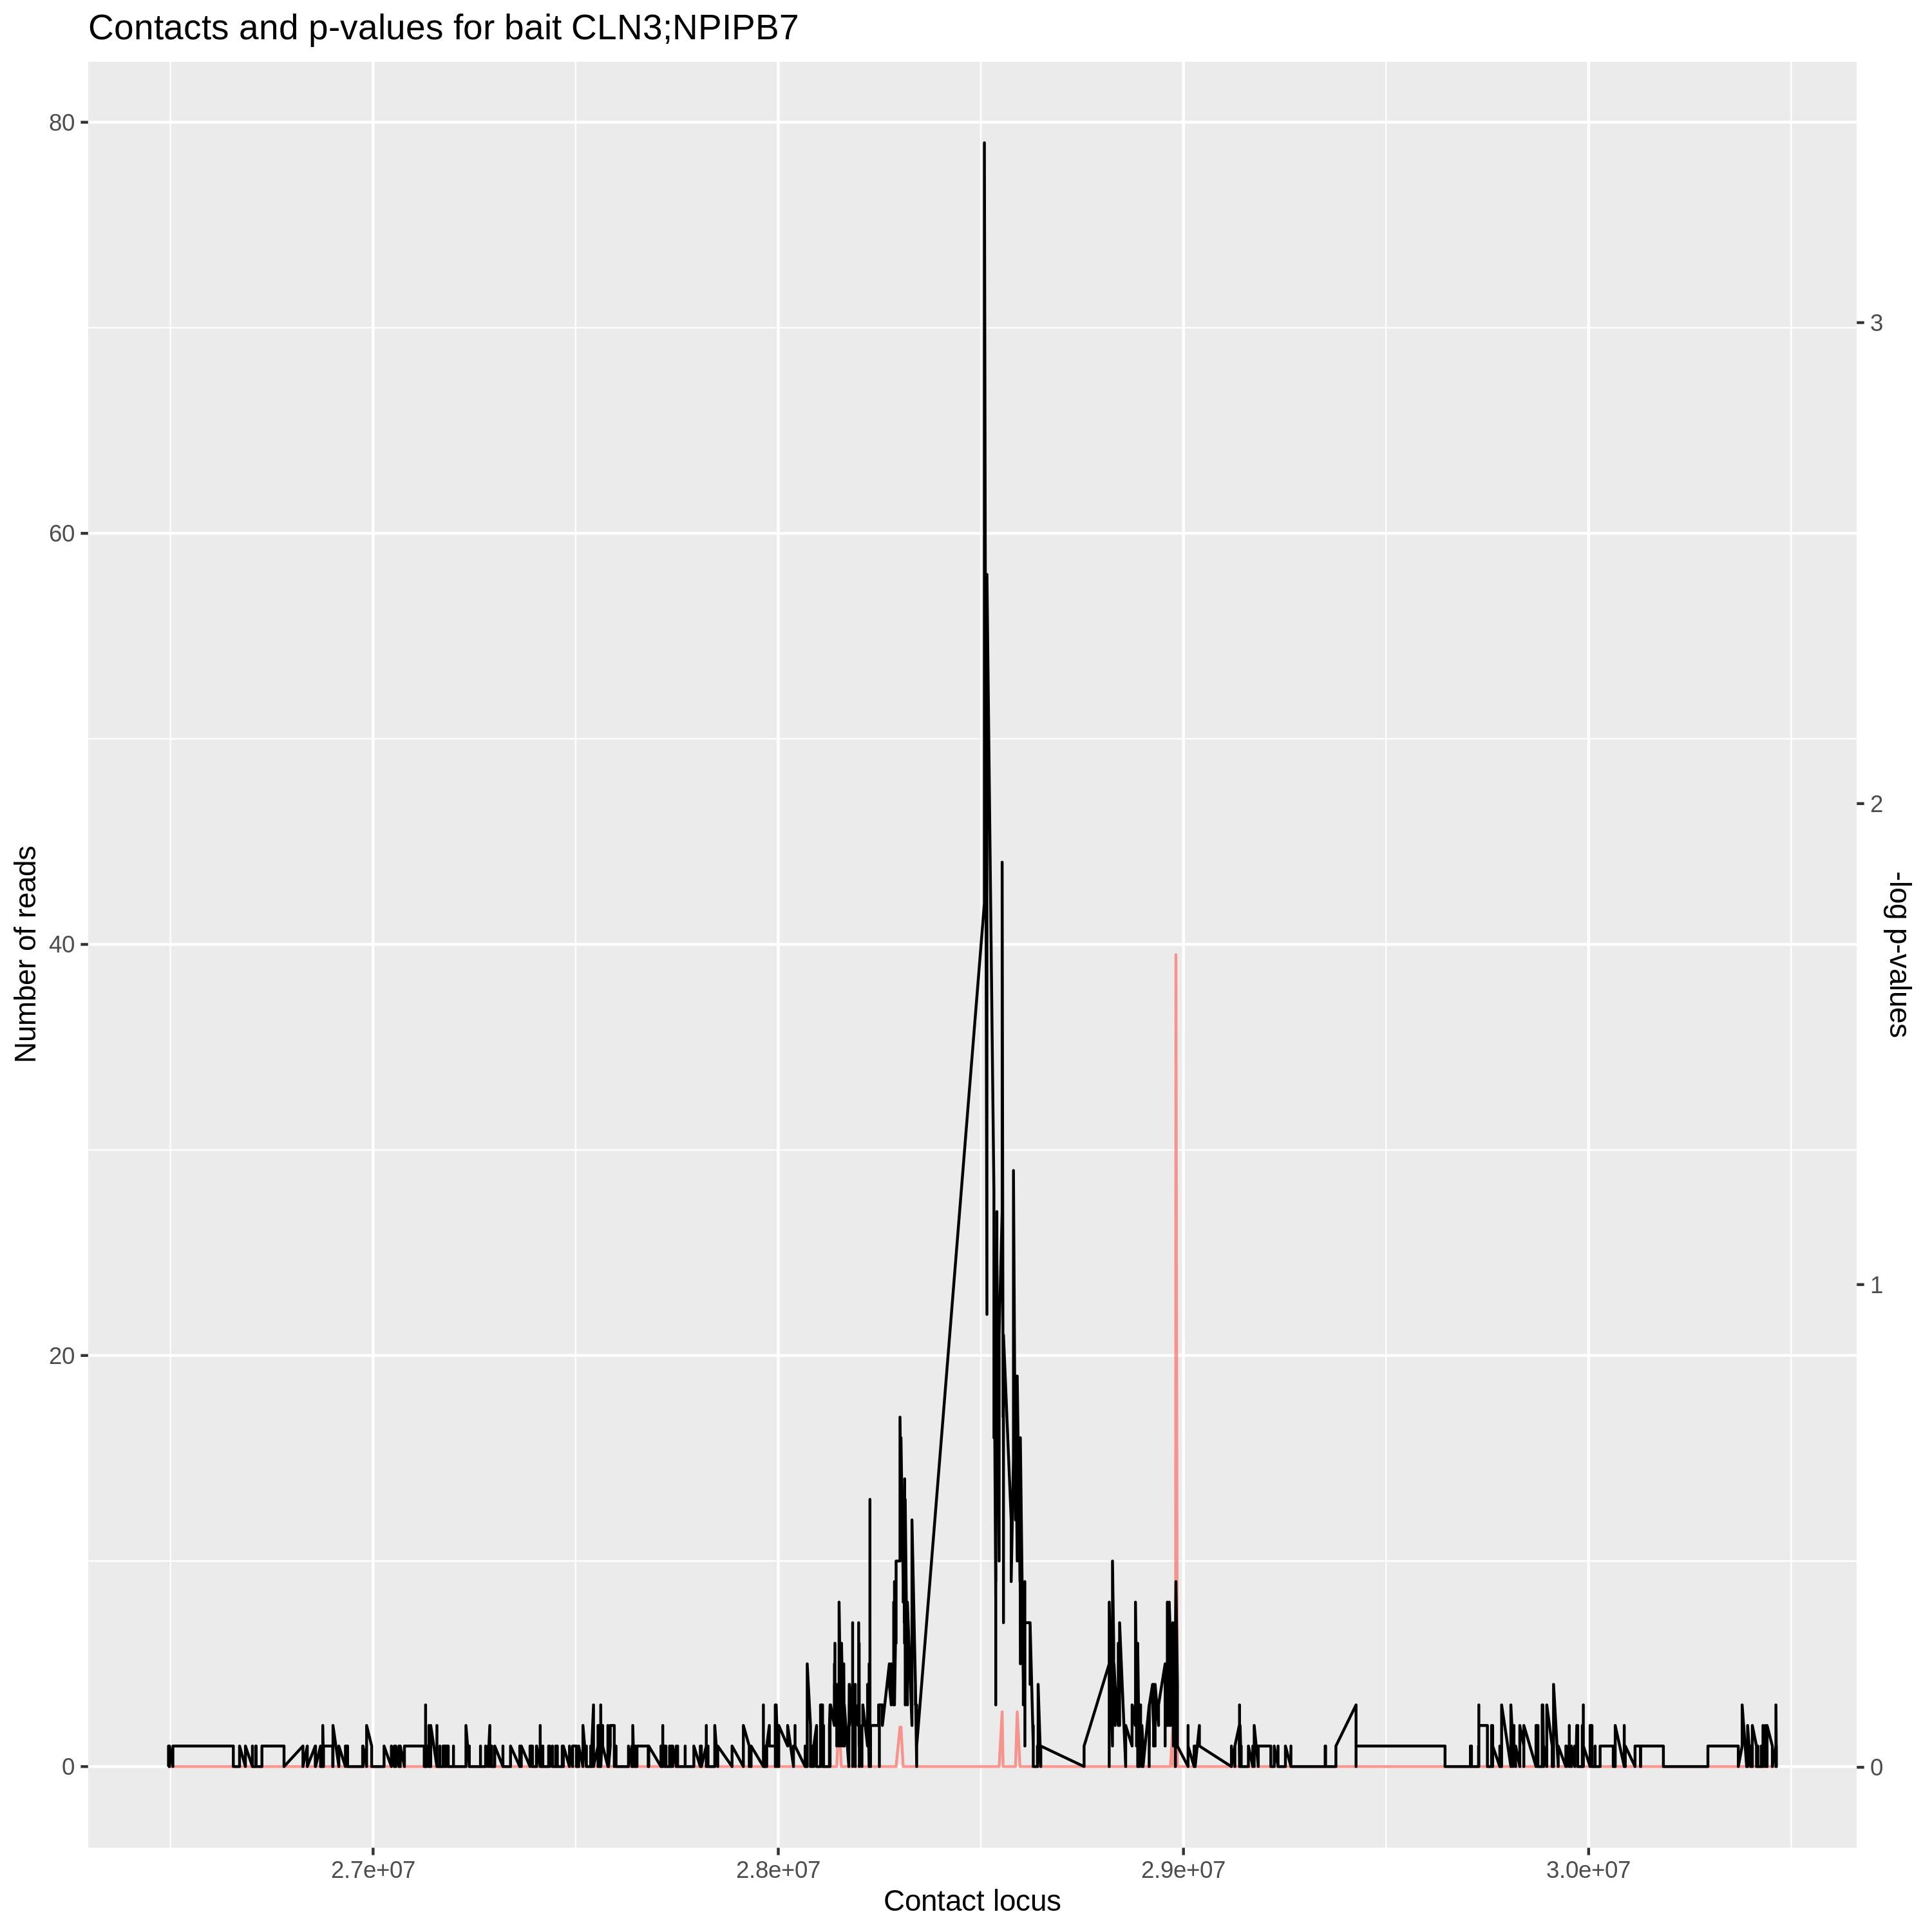 Contacts and p-values for bait CLN3;NPIPB7
80
60
40
20
0
Number of reads
3
2
1
0
-log p-values
2.7e+07 2.8e+07 2.9e+07 3.0e+07
Contact locus